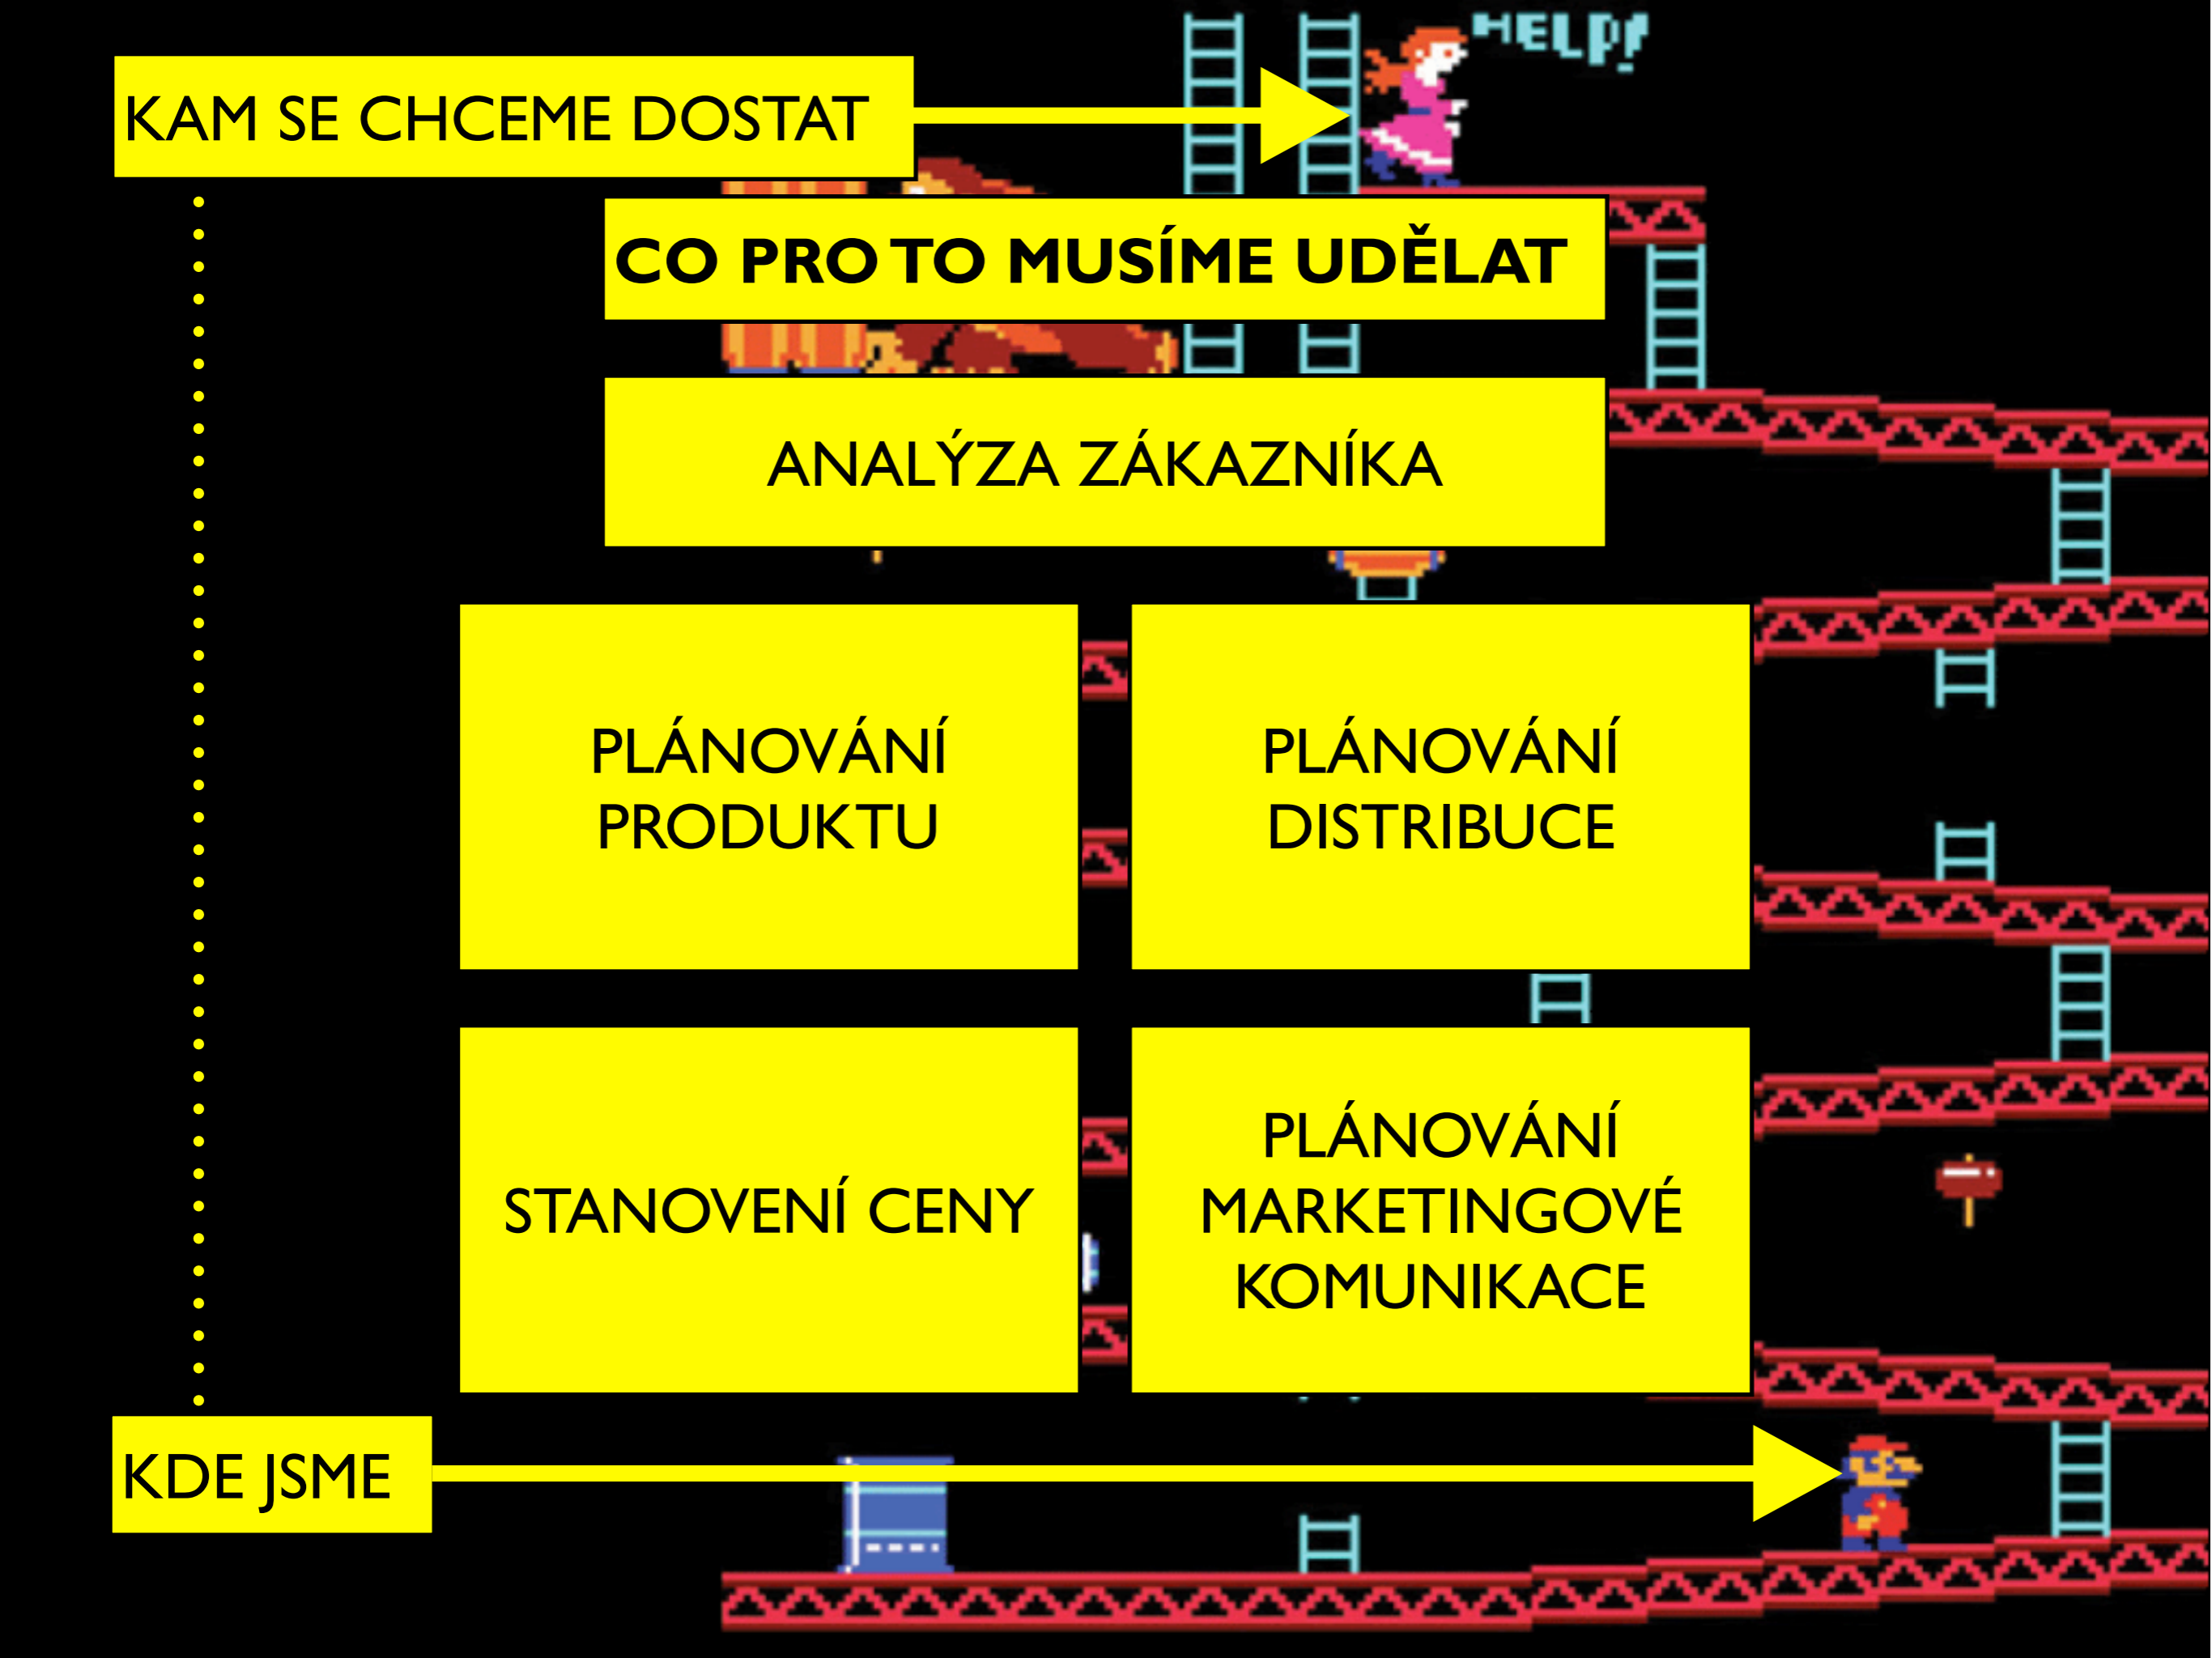 HELP!
KAM SE CHCEME DOSTAT
CO PRO TO MUSÍME UDĚLAT
ANALÝZA ZÁKAZNÍKA
PLÁNOVÁNÍ
PRODUKTU
PLÁNOVÁNÍ
DISTRIBUCE
STANOVENÍ CENY
PLÁNOVÁNÍ
MARKETINGOVÉ
KOMUNIKACE
KDE JSME